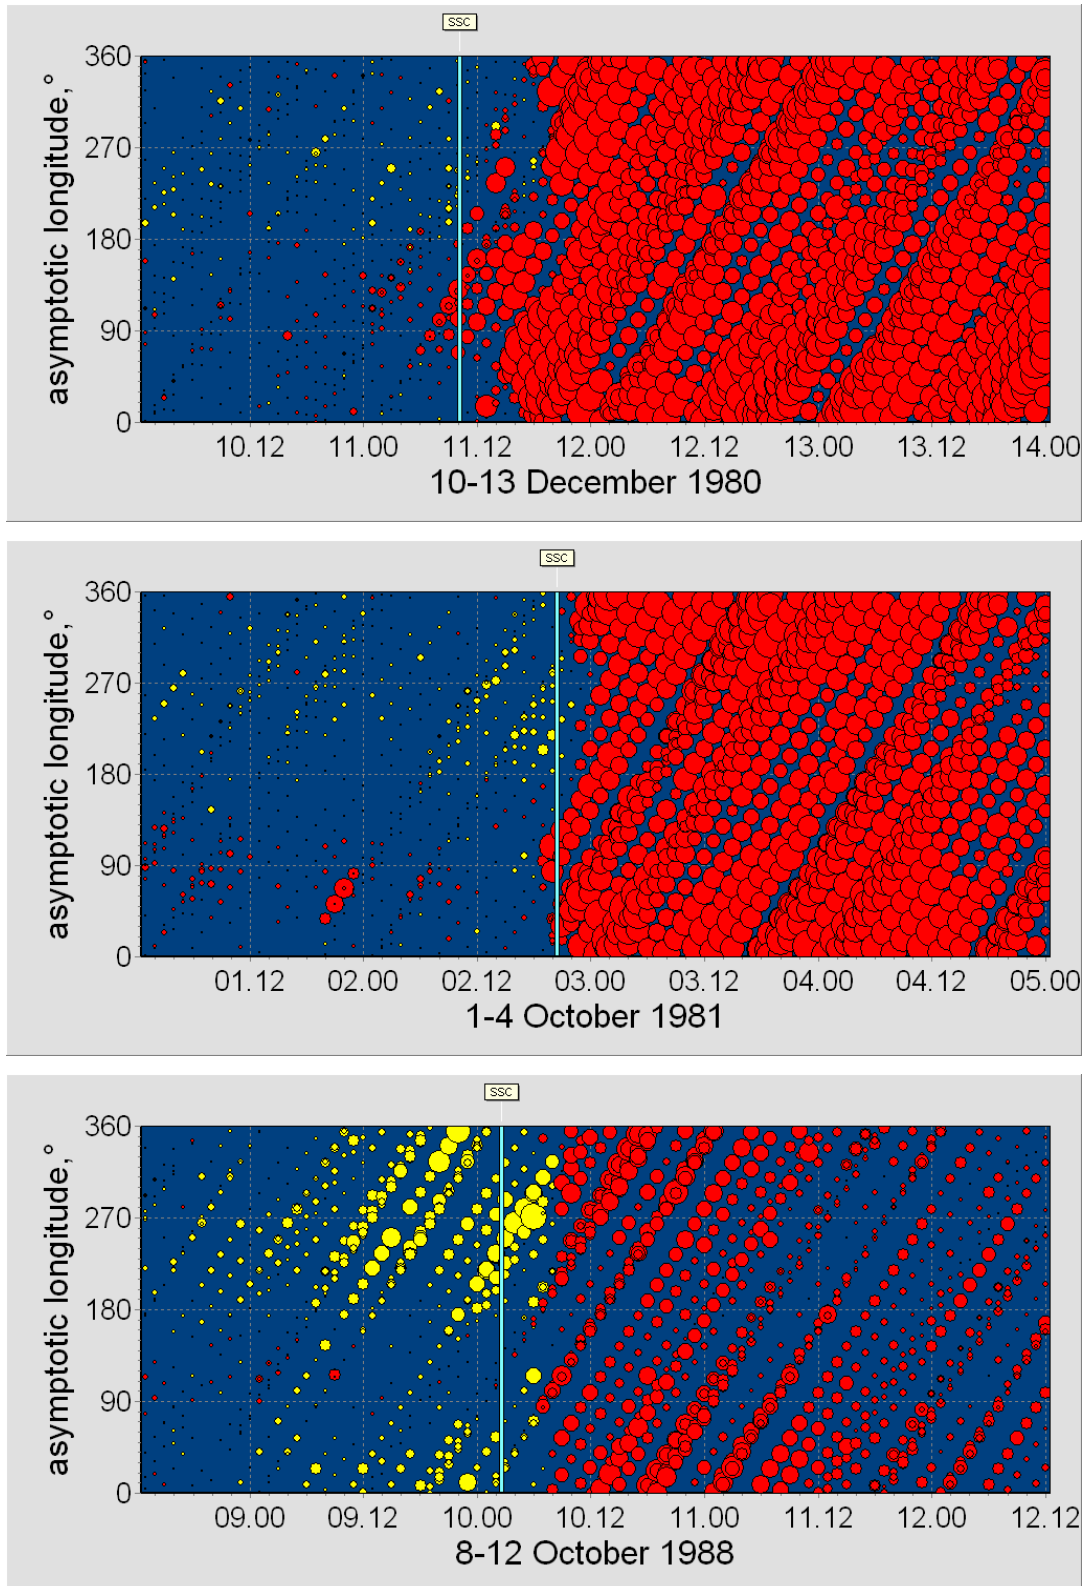 SSC
360
270
180
90
0
asymptotic longitude,°
10.12 11.00 11.12 12.00 12.12 13.00 13.12 14.00
10-13 December 1980
SSC
360
270
180
90
0
asymptotic longitude,°
01.12 02.00 02.12 03.00 03.12 04.00 04.12 05.00
1-4 October 1981
SSC
360
270
180
90
0
asymptotic longitude,°
09.00 09.12 10.00 10.12 11.00 11.12 12.00 12.12
8-12 October 1988